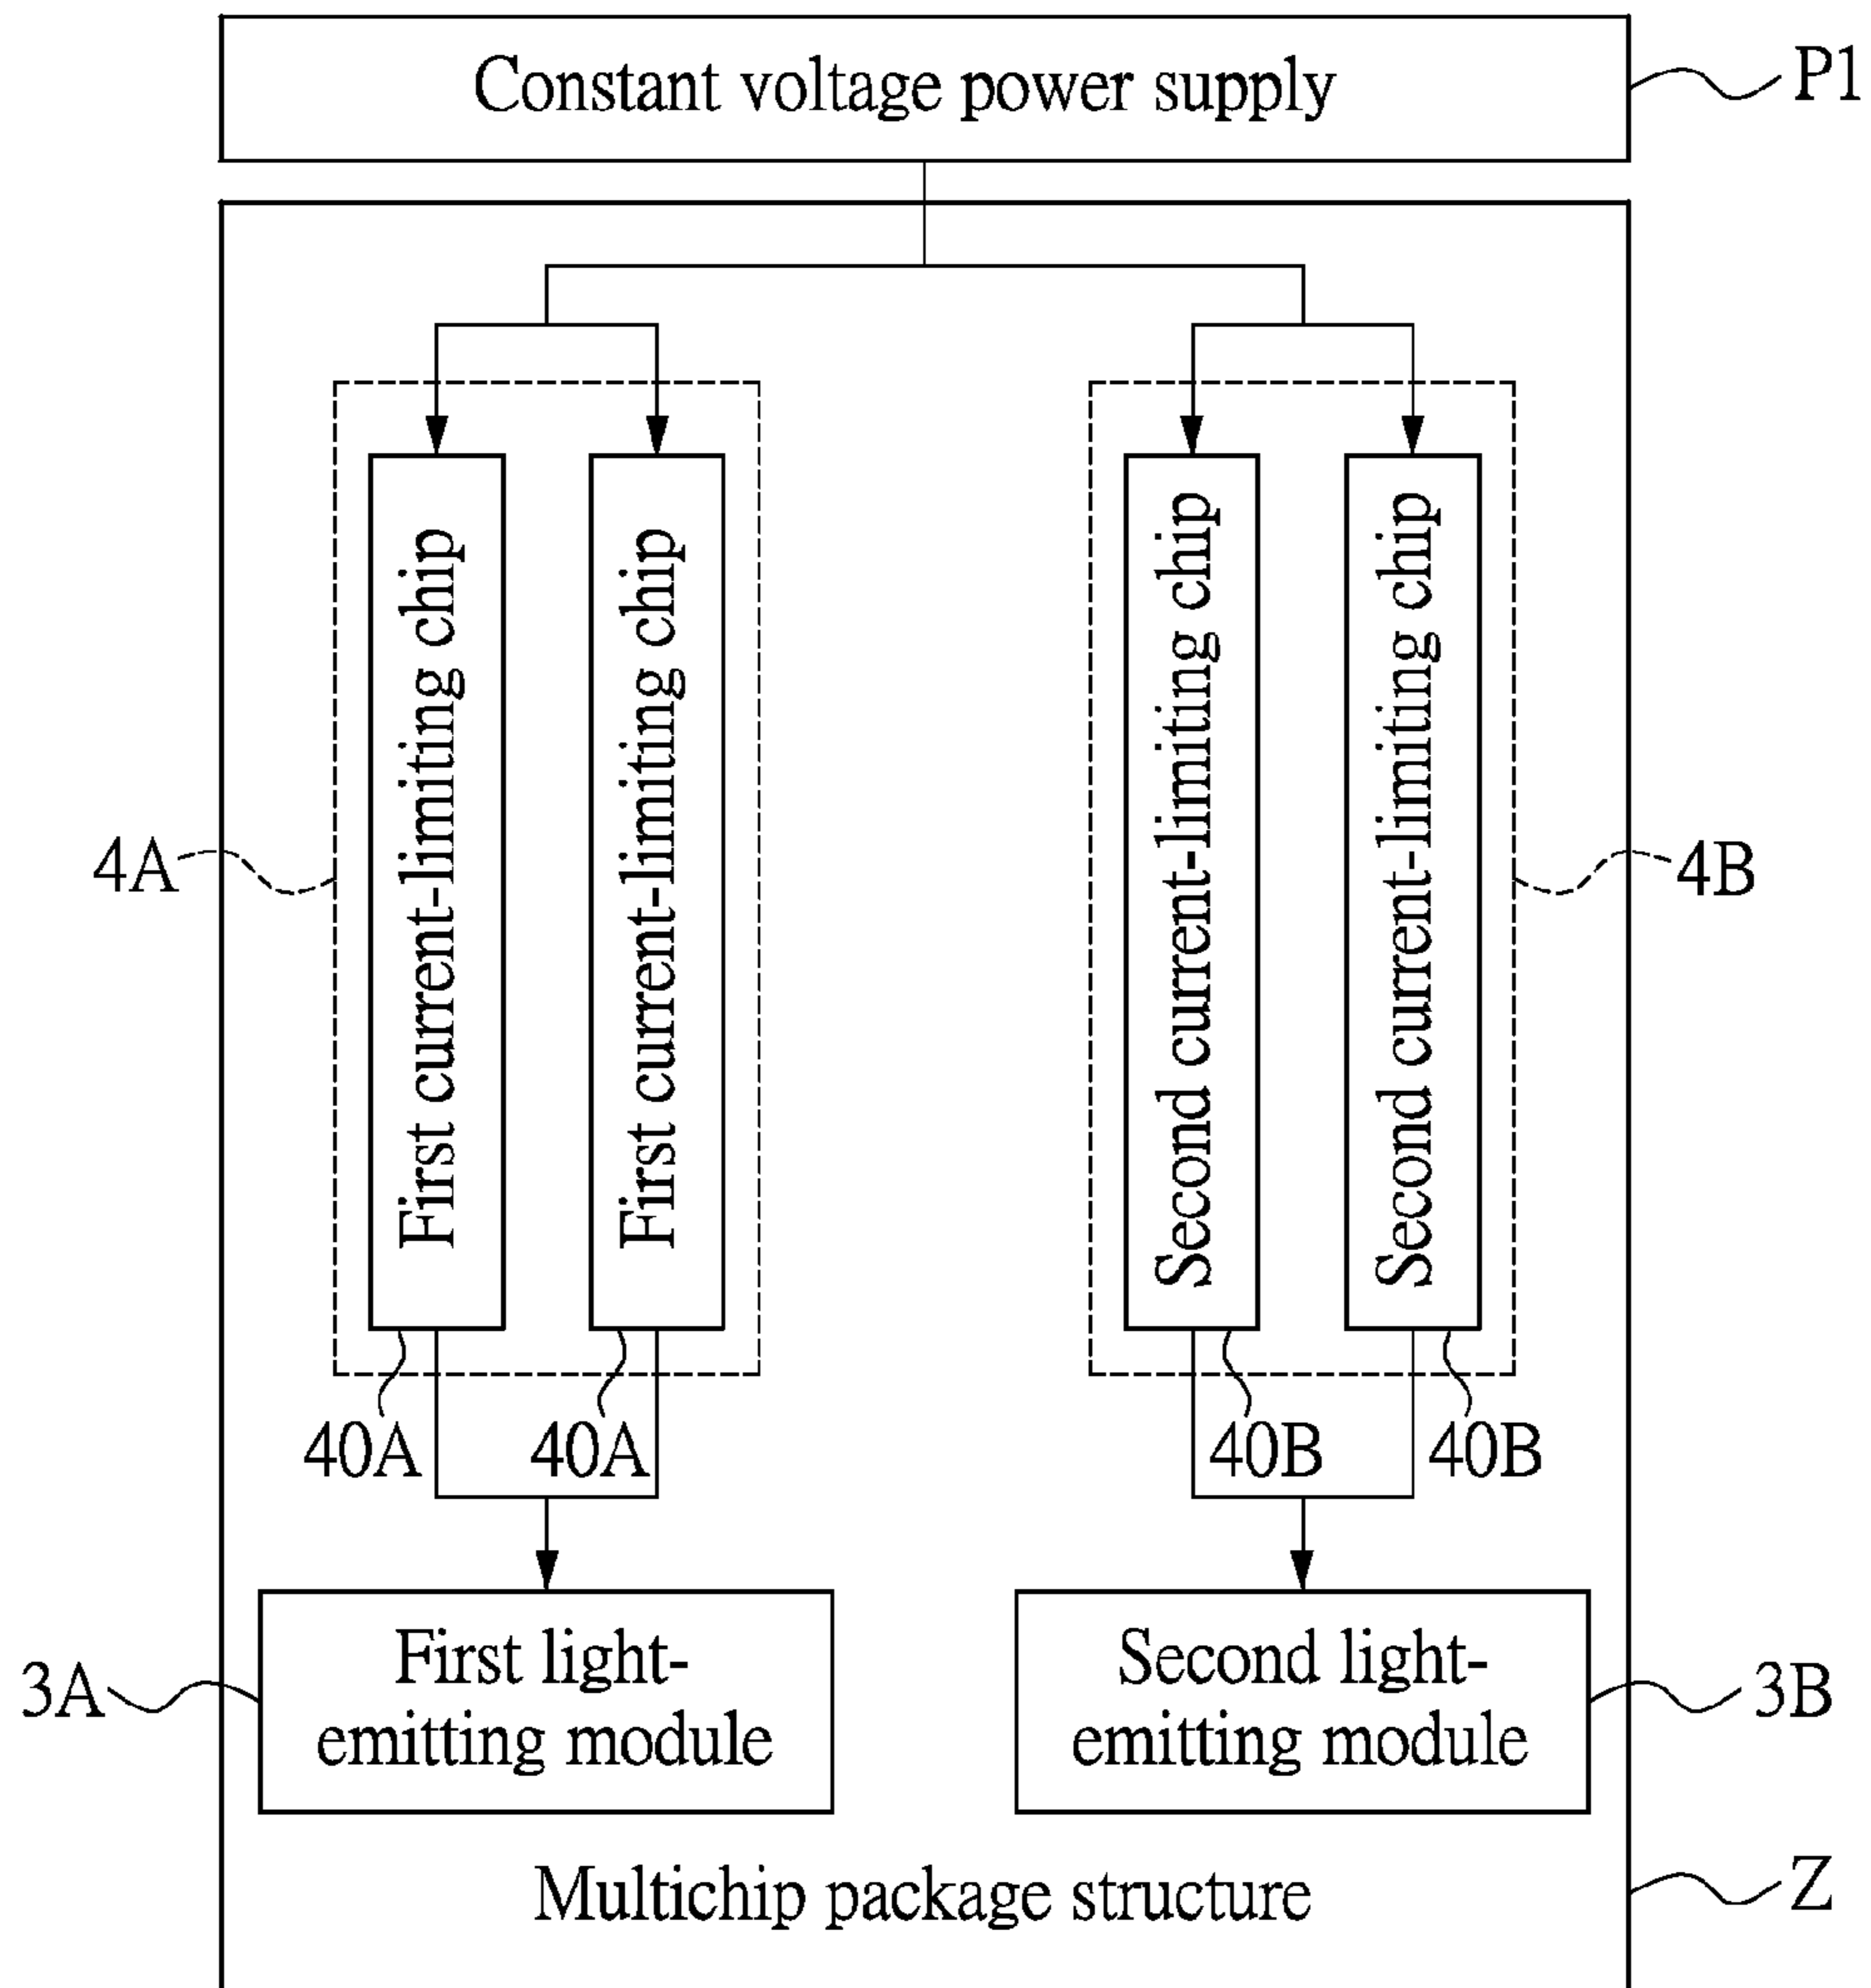 Constant voltage power supply
P1
First current-limiting chip
First current-limiting chip
Second current-limiting chip
Second current-limiting chip
4A
4B
40A
40A
40B
40B
First light-
emitting module
Second light-
emitting module
3A
3B
Multichip package structure
Z